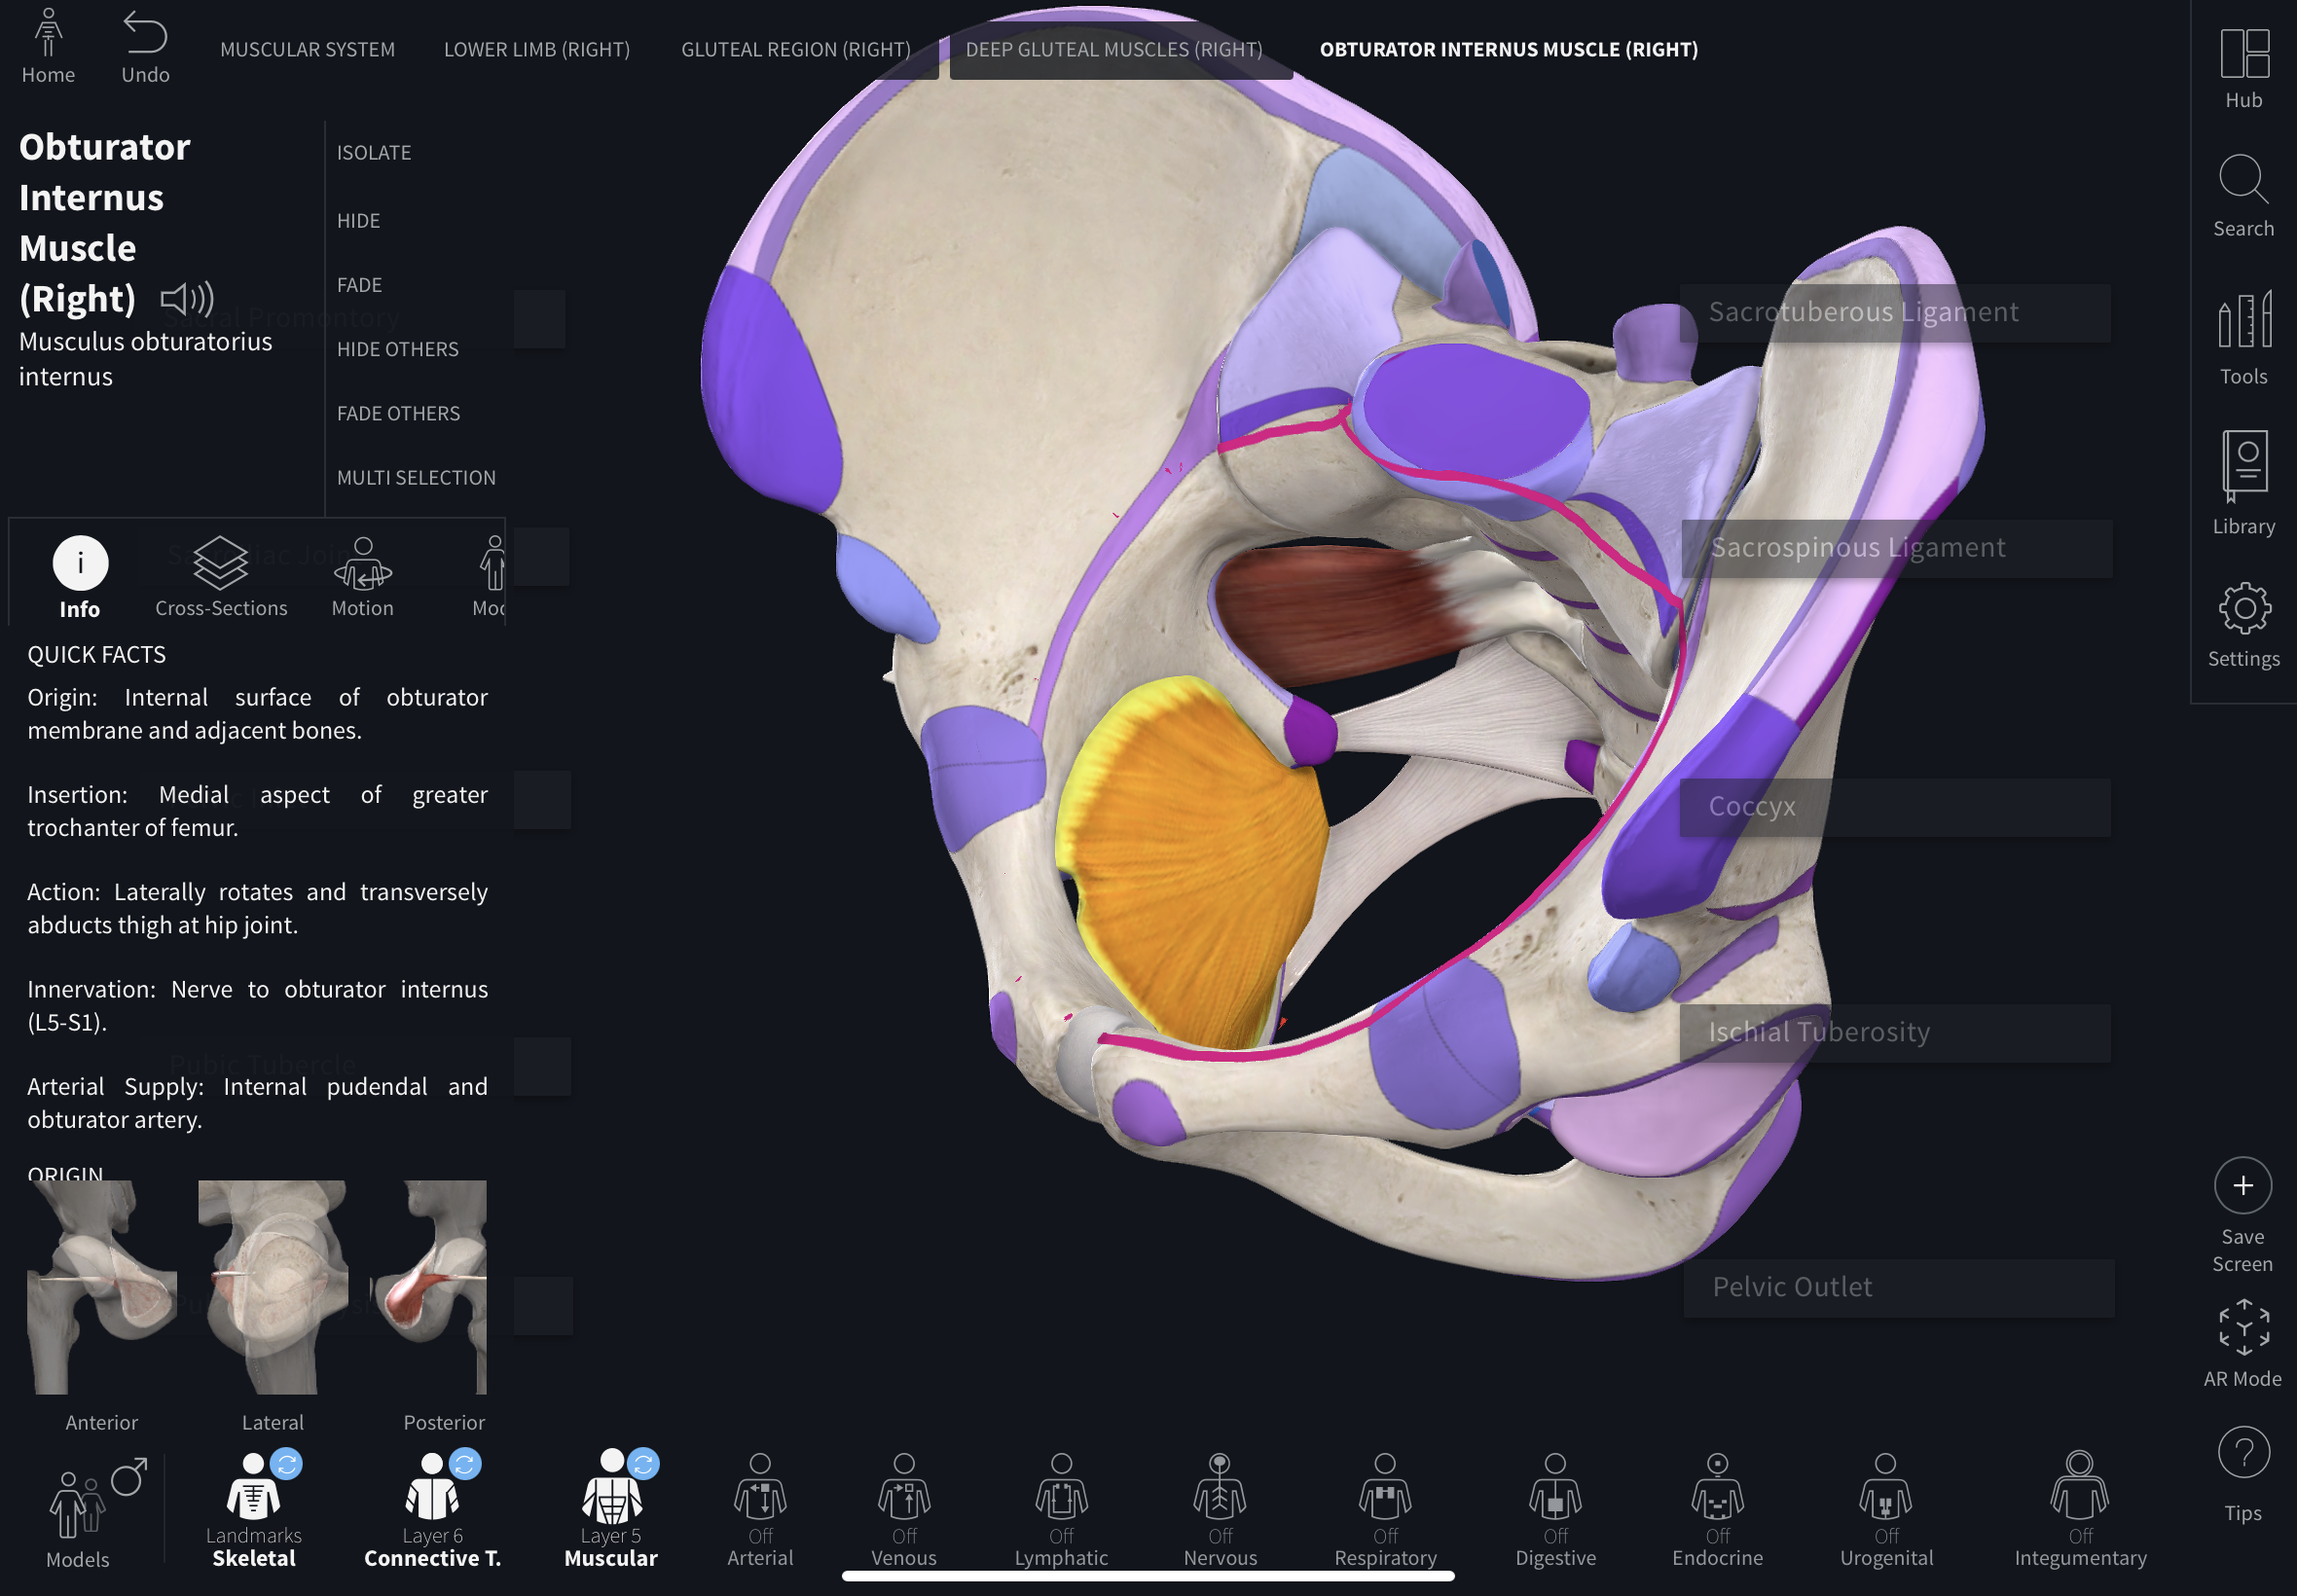 Home
Undo
MUSCULAR SYSTEM
LOWER LIMB (RIGHT)
GLUTEAL REGION (RIGHT)
DEEP GLUTEAL MUSCLES (RIGHT)
OBTURATOR INTERNUS MUSCLE (RIGHT)
Obturator
Internus
Muscle
(Right)
Musculus obturatorius
internus
Sacral Promontory
ISOLATE
HIDE
FADE
HIDE OTHERS
FADE OTHERS
MULTI SELECTION
Info
Cross-Sections
Motion
Sacroiliac Join
QUICK FACTS
Origin: Internal surface of obturator
membrane and adjacent bones.
Insertion: Medial aspect of greater
trochanter of femur.
Action: Laterally rotates and transversely
abducts thigh at hip joint.
Innervation: Nerve to obturator internus
(L5-S1).
Pubic Tubercle
Arterial Supply: Internal pudendal and
obturator artery.
ORIGIN
Anterior
Lateral
Posterior
Sacrotuberous Ligament
Sacrospinous Ligament
Coccyx
Ischial Tuberosity
Pelvic Outlet
Hub
Search
Tools
Library
Settings
Save
Screen
AR Mode
Tips
Models
Landmarks
Skeletal
Layer 6
Connective T.
Layer 5
Muscular
Off
Arterial
Off
Venous
Off
Lymphatic
Off
Nervous
Off
Respiratory
Off
Digestive
Off
Endocrine
Off
Urogenital
Off
Integumentary